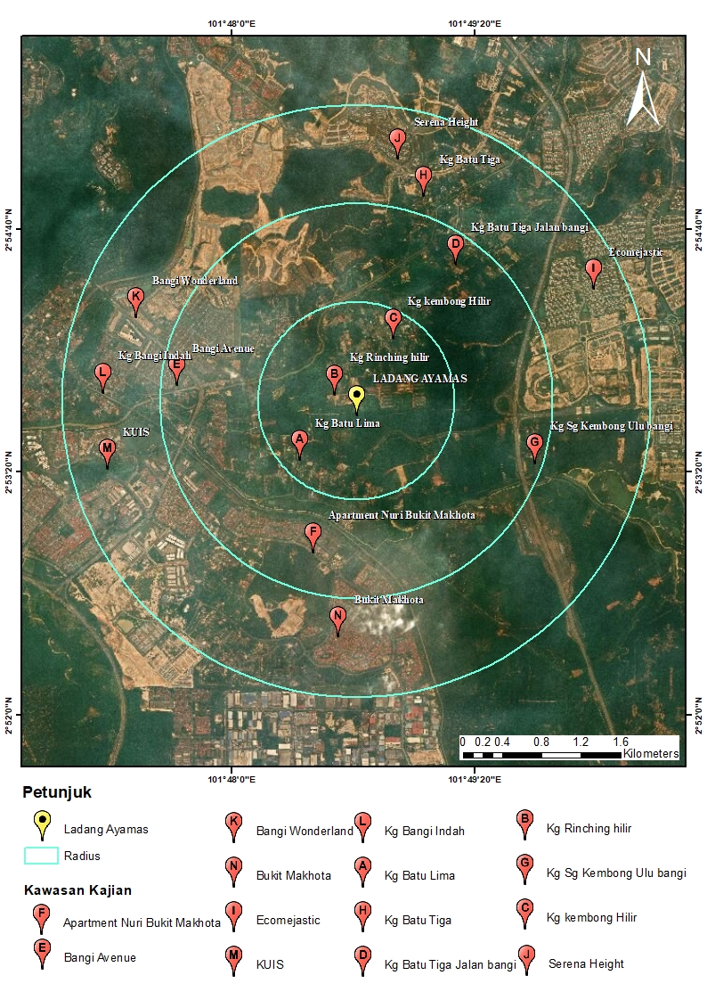 101°48'0"E
101°49'20"E
N
Serena Height
J
Kg Batu Tiga
H
2°54'40"N
2°54'40"N
Kg Batu Tiga Jalan bangi
D
Ecomejastic
I
Bangi Wonderland
K
Kg kembong Hilir
C
Bangi Avenue
E
Kg Bangi Indah
L
Kg Rinching hilir
B
LADANG AYAMAS
Kg Batu Lima
A
Kg Sg Kembong Ulu bangi
G
KUIS
M
2°53'20"N
2°53'20"N
Apartment Nuri Bukit Makhota
F
Bukit Makhota
N
2°52'0"N
2°52'0"N
0 0.2 0.4 0.8 1.2 1.6
Kilometers
101°48'0"E
101°49'20"E
Petunjuk
Ladang Ayamas
Radius
Kawasan Kajian
F Apartment Nuri Bukit Makhota
E Bangi Avenue
K Bangi Wonderland
N Bukit Makhota
I Ecomejastic
M KUIS
L Kg Bangi Indah
A Kg Batu Lima
H Kg Batu Tiga
D Kg Batu Tiga Jalan bangi
B Kg Rinching hilir
G Kg Sg Kembong Ulu bangi
C Kg kembong Hilir
J Serena Height